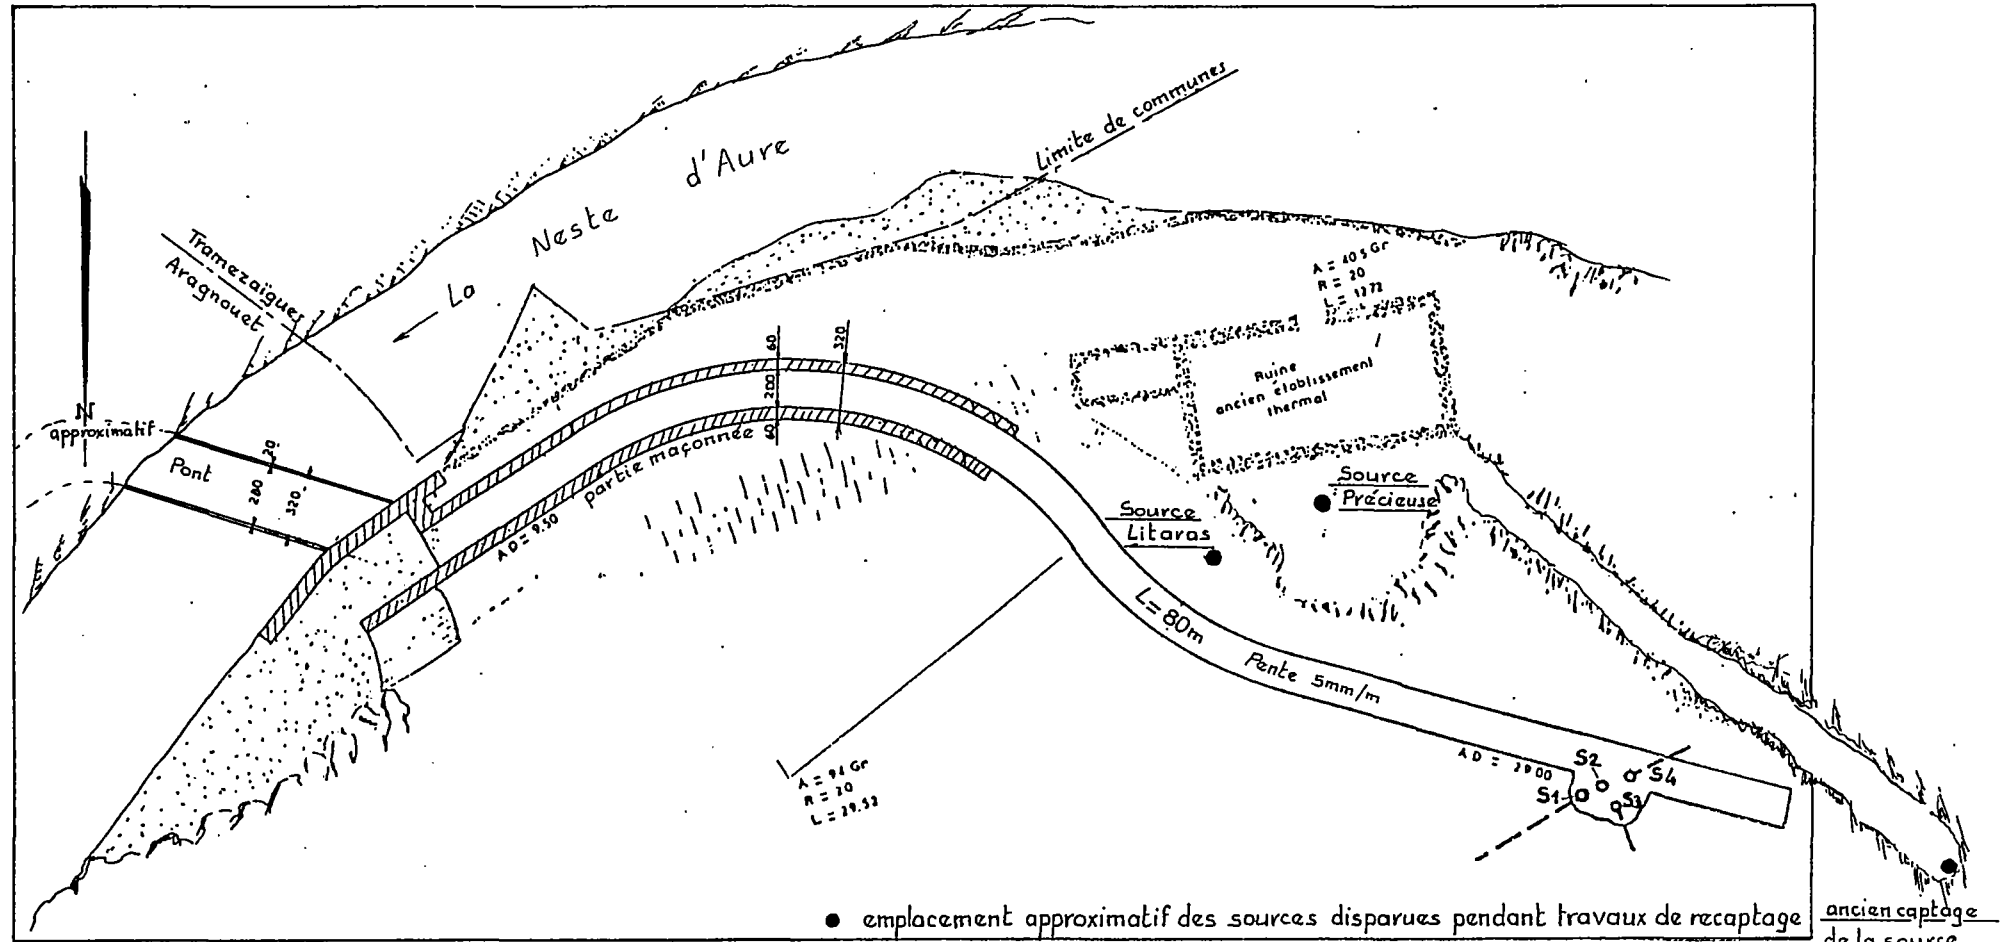 Limite de communes
d'Aure
Neste
La
Tramezaïgues
Aragnouet
N
approximatif
Pont
20
280
320
60
200
60
320
partie maçonnée
AD = 9.50
A = 40 5 Gr
R = 20
L = 1272
Ruine
ancien établissement
thermal
Source
Précieuse
Source
Litaras
L = 80m
Pente 5mm/m
AD = 29 00
S2
S4
S1
S3
A = 94 Gr
R = 20
L = 29.52
● emplacement approximatif des sources disparues pendant travaux de recaptage
ancien captage
de la source